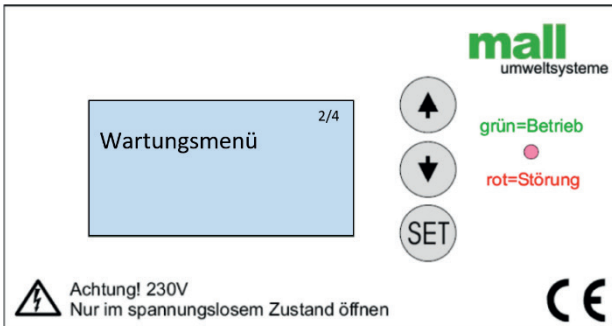 mall
umweltsysteme
2/4
Wartungsmenü
grün=Betrieb
rot=Störung
SET
Achtung! 230V
Nur im spannungslosem Zustand öffnen
CE